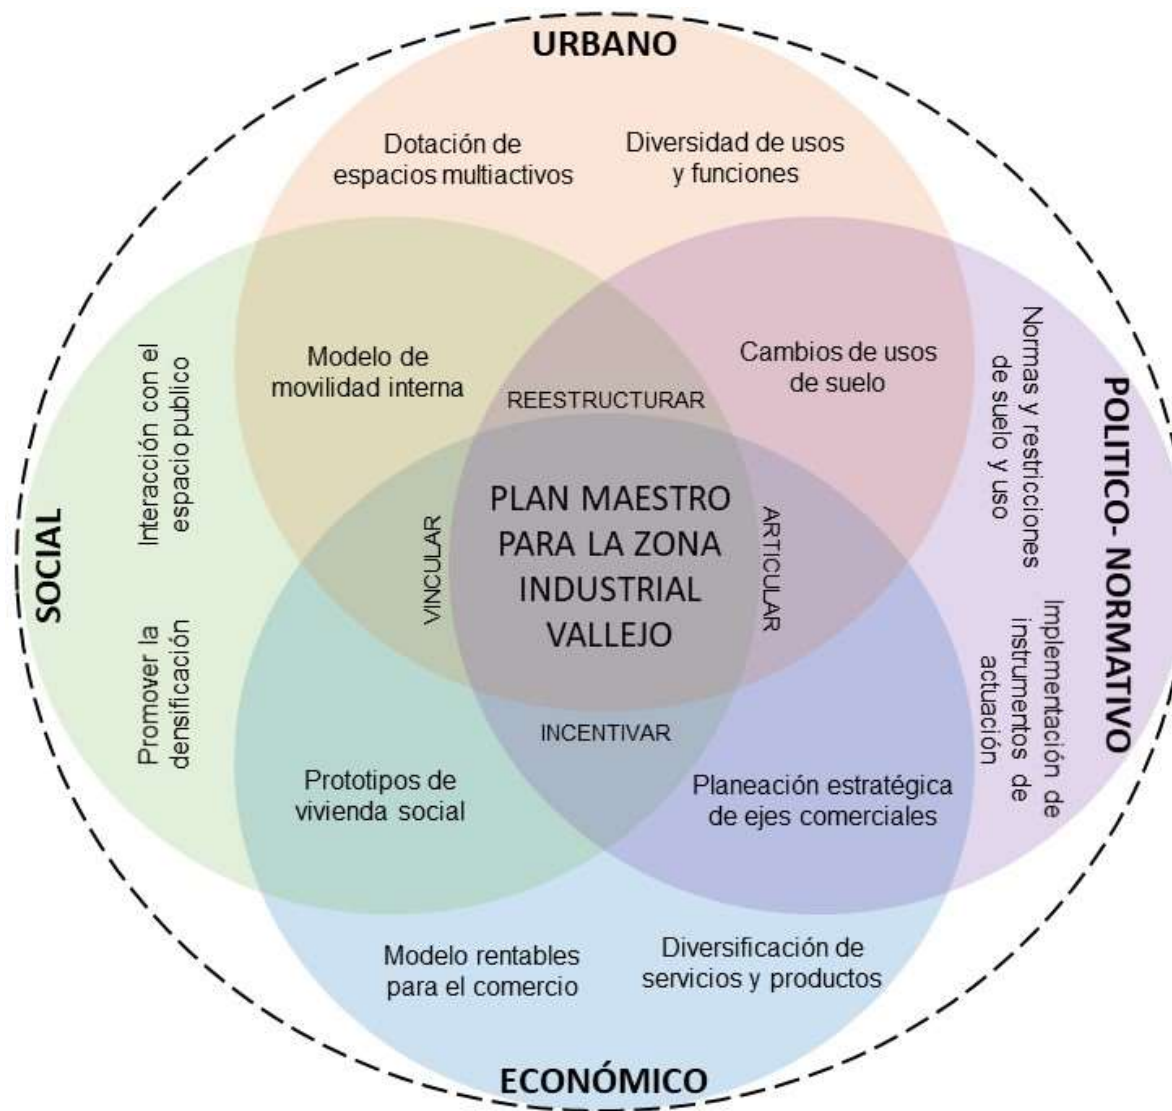 URBANO
Dotación de
espacios multiactivos
Diversidad de usos
y funciones
Modelo de
movilidad interna
Cambios de usos
de suelo
REESTRUCTURAR
SOCIAL
Interacción con el
espacio publico
Promover la
densificación
VINCULAR
PLAN MAESTRO
PARA LA ZONA
INDUSTRIAL
VALLEJO
ARTICULAR
Normas y restricciones
de suelo y uso
Implementación de
instrumentos de
actuación
POLITICO- NORMATIVO
INCENTIVAR
Prototipos de
vivienda social
Planeación estratégica
de ejes comerciales
Modelo rentables
para el comercio
Diversificación de
servicios y productos
ECONÓMICO